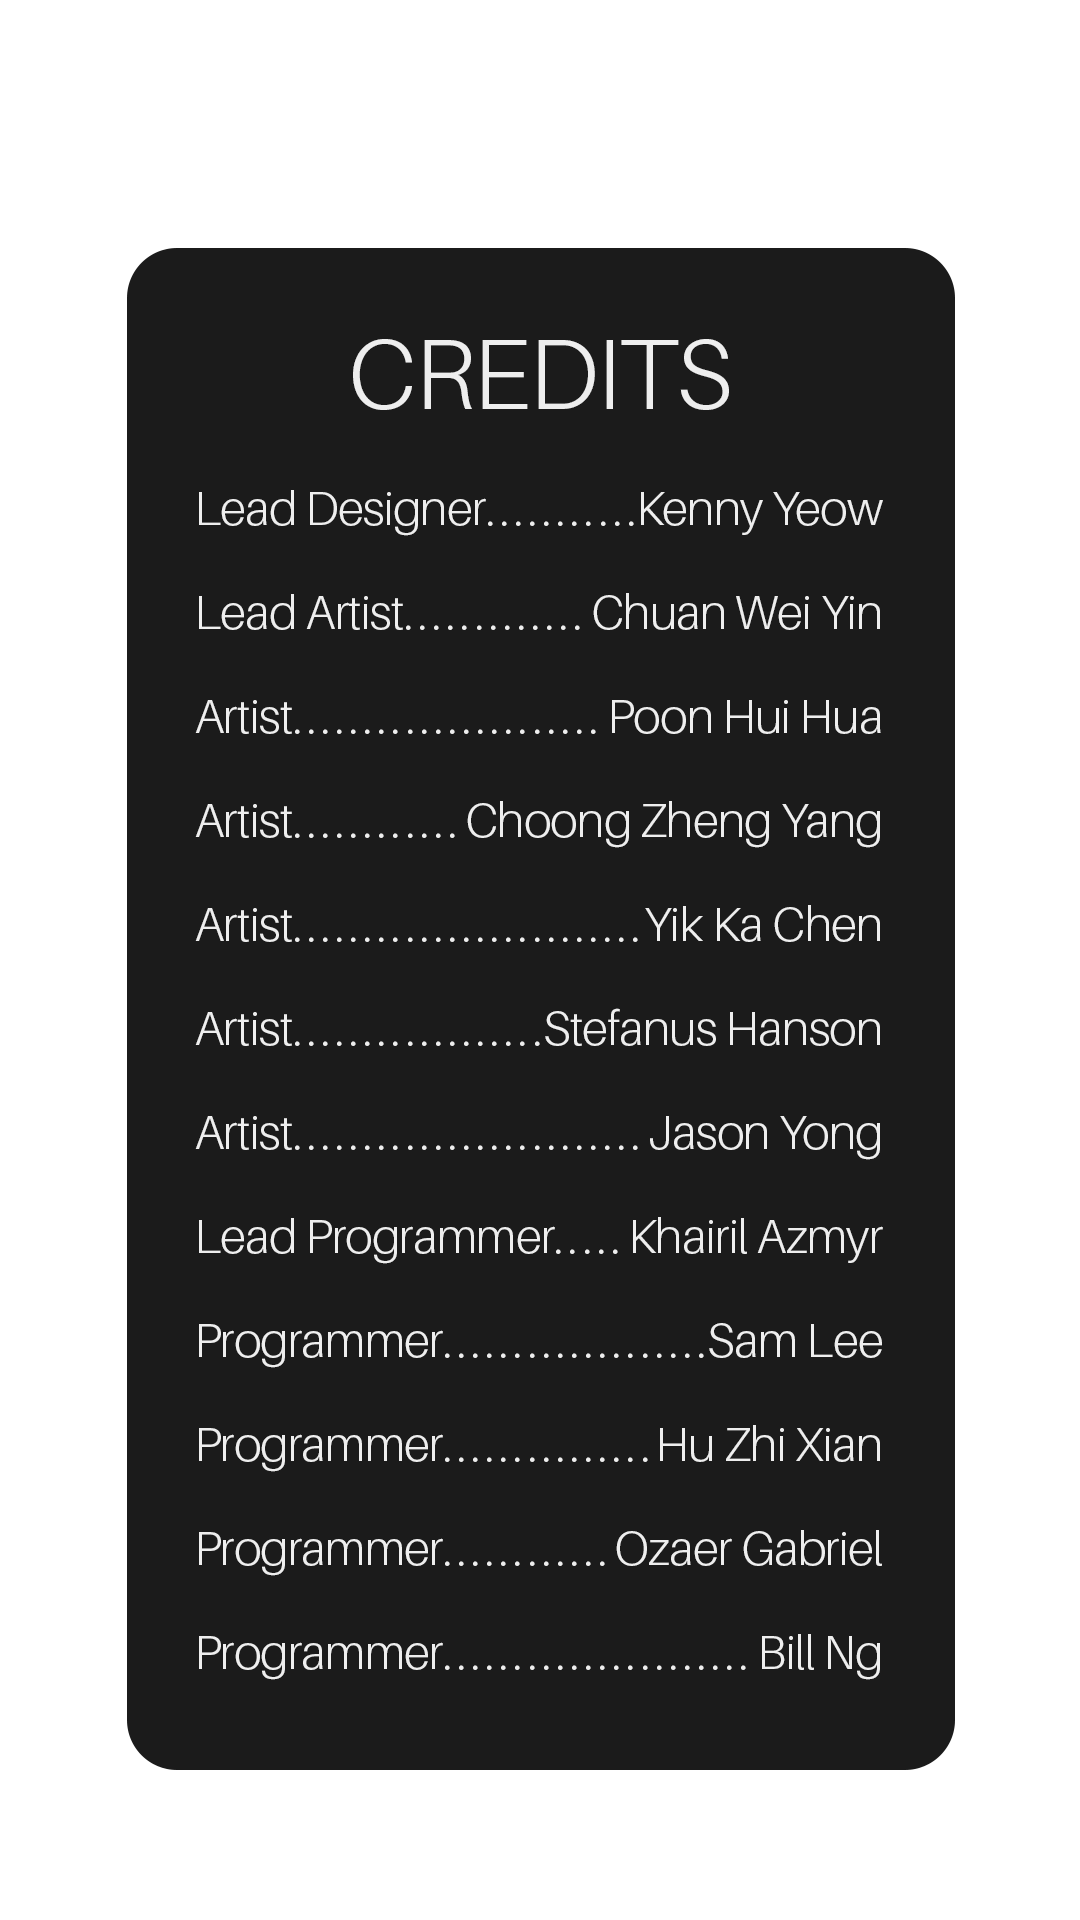 CREDITS
Lead Designer...........Kenny Yeow
Lead Artist............. Chuan Wei Yin
Artist...................... Poon Hui Hua
Artist............ Choong Zheng Yang
Artist.........................Yik Ka Chen
Artist..................Stefanus Hanson
Artist......................... Jason Yong
Lead Programmer..... Khairil Azmyr
Programmer...................Sam Lee
Programmer...............Hu Zhi Xian
Programmer............ Ozaer Gabriel
Programmer...................... Bill Ng